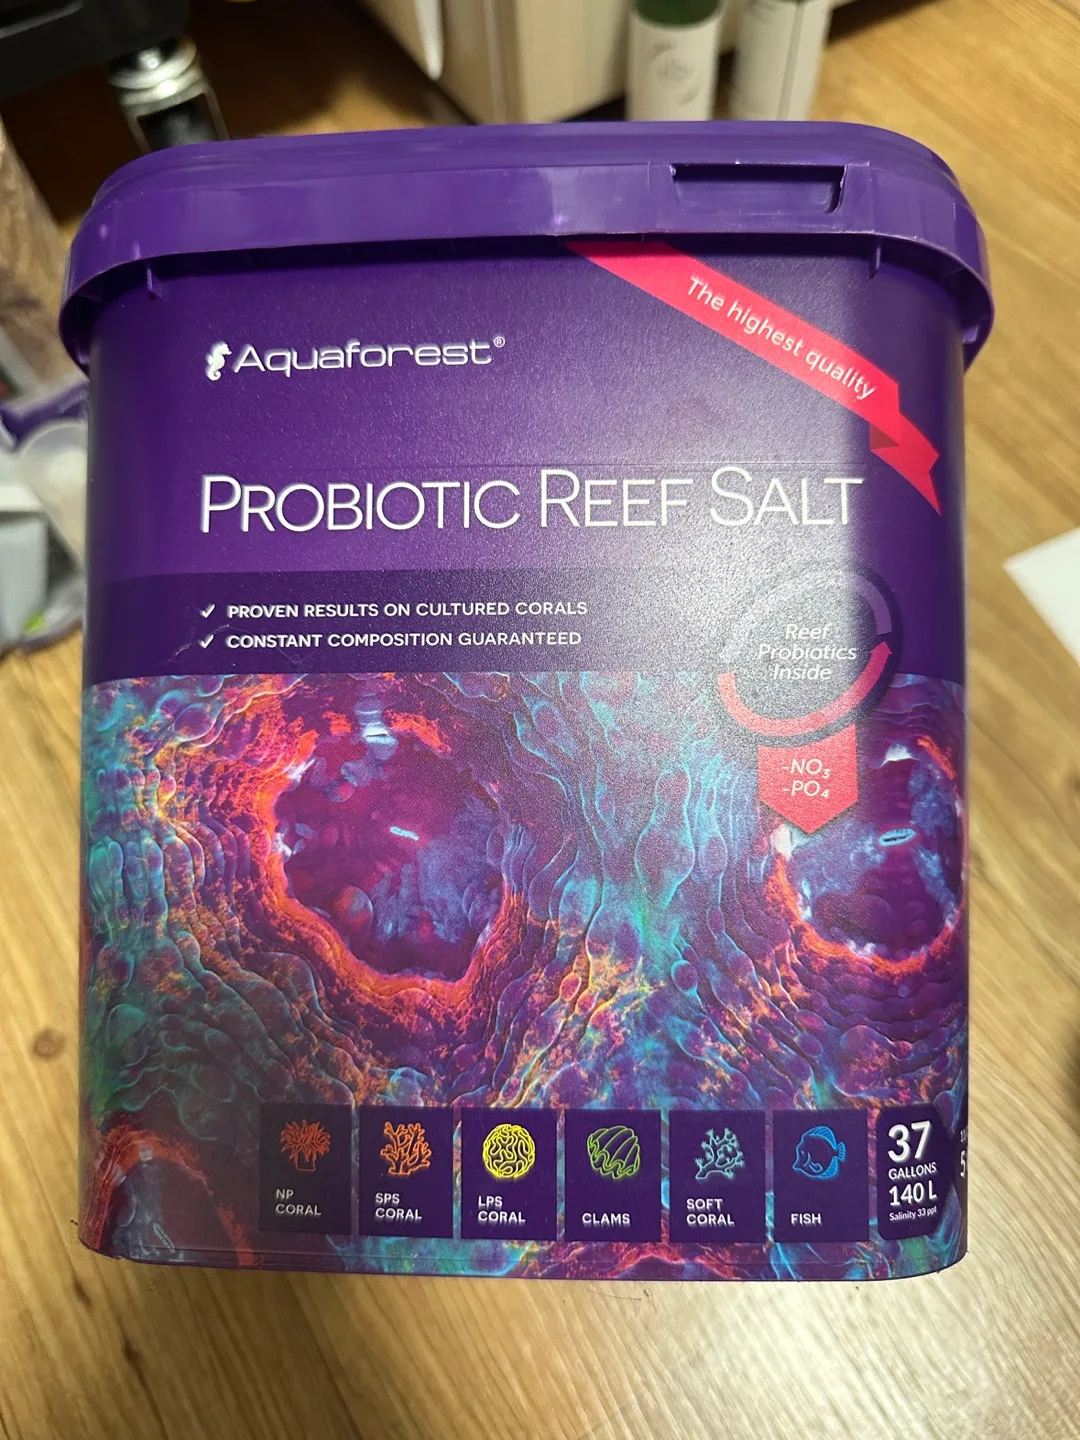 Aquaforest®
The highest quality
PROBIOTIC REEF SALT
✓ PROVEN RESULTS ON CULTURED CORALS
✓ CONSTANT COMPOSITION GUARANTEED
Reef
Probiotics
Inside
-NO₃
-PO₄
NP
CORAL
SPS
CORAL
LPS
CORAL
CLAMS
SOFT
CORAL
FISH
37
GALLONS
140 L
Salinity 33 ppt